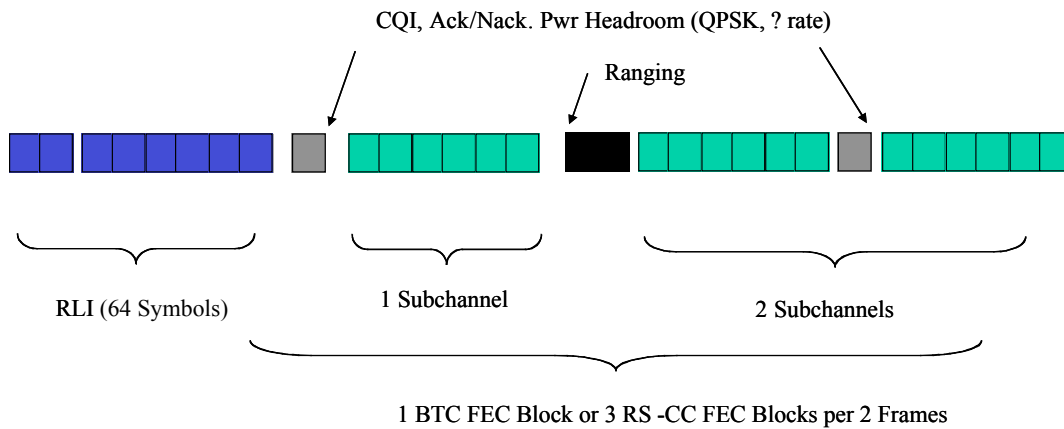 CQI, Ack/Nack. Pwr Headroom (QPSK, ? rate)
Ranging
RLI (64 Symbols)
1 Subchannel
2 Subchannels
1 BTC FEC Block or 3 RS -CC FEC Blocks per 2 Frames